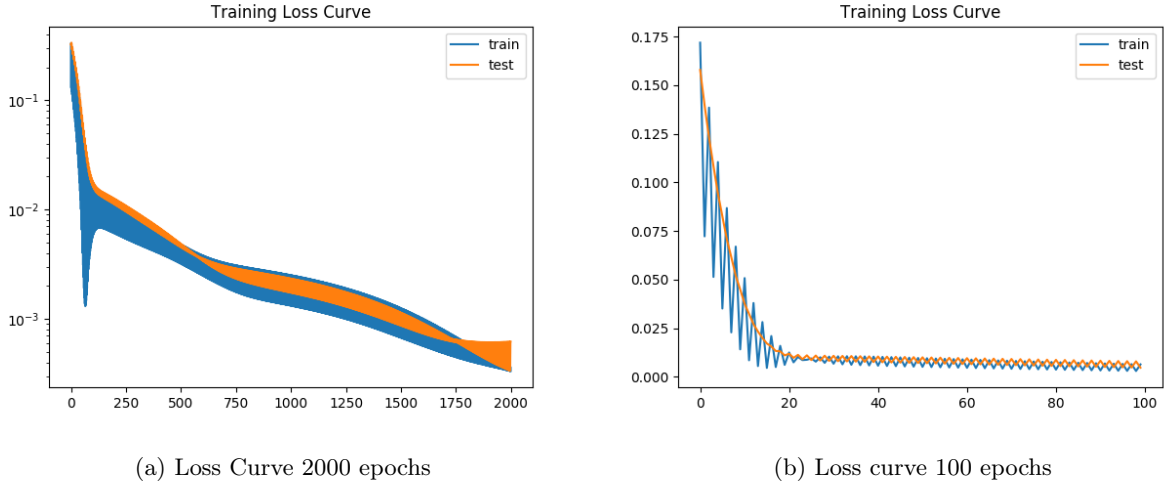 Training Loss Curve
train
test
10⁻¹
10⁻²
10⁻³
0 250 500 750 1000 1250 1500 1750 2000
(a) Loss Curve 2000 epochs
Training Loss Curve
train
test
0.175
0.150
0.125
0.100
0.075
0.050
0.025
0.000
0 20 40 60 80 100
(b) Loss curve 100 epochs